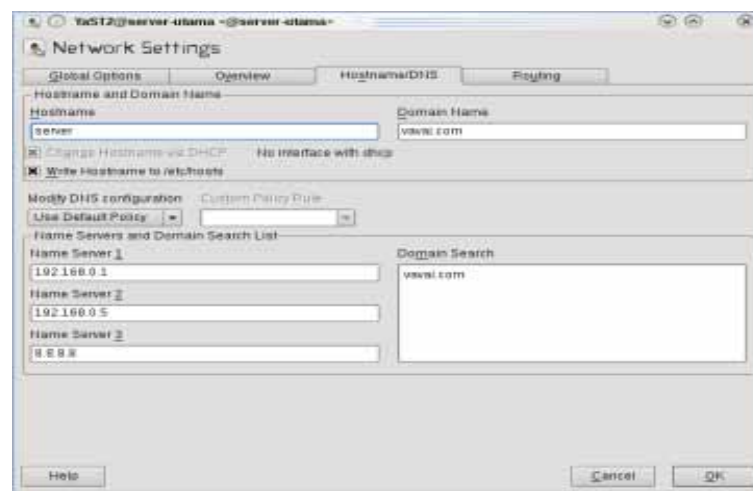 YaST2@server-utama <@server-utama>
Network Settings
Global Options Overview Hostname/DNS Routing
Hostname and Domain Name
Hostname Domain Name
server vavai.com
Change Hostname via DHCP No interface with dhcp
Write Hostname to /etc/hosts
Modify DNS configuration Custom Policy Rule
Use Default Policy
Name Servers and Domain Search List
Name Server 1 Domain Search
192.168.0.1 vavai.com
Name Server 2
192.168.0.5
Name Server 3
8.8.8.8
Help Cancel OK